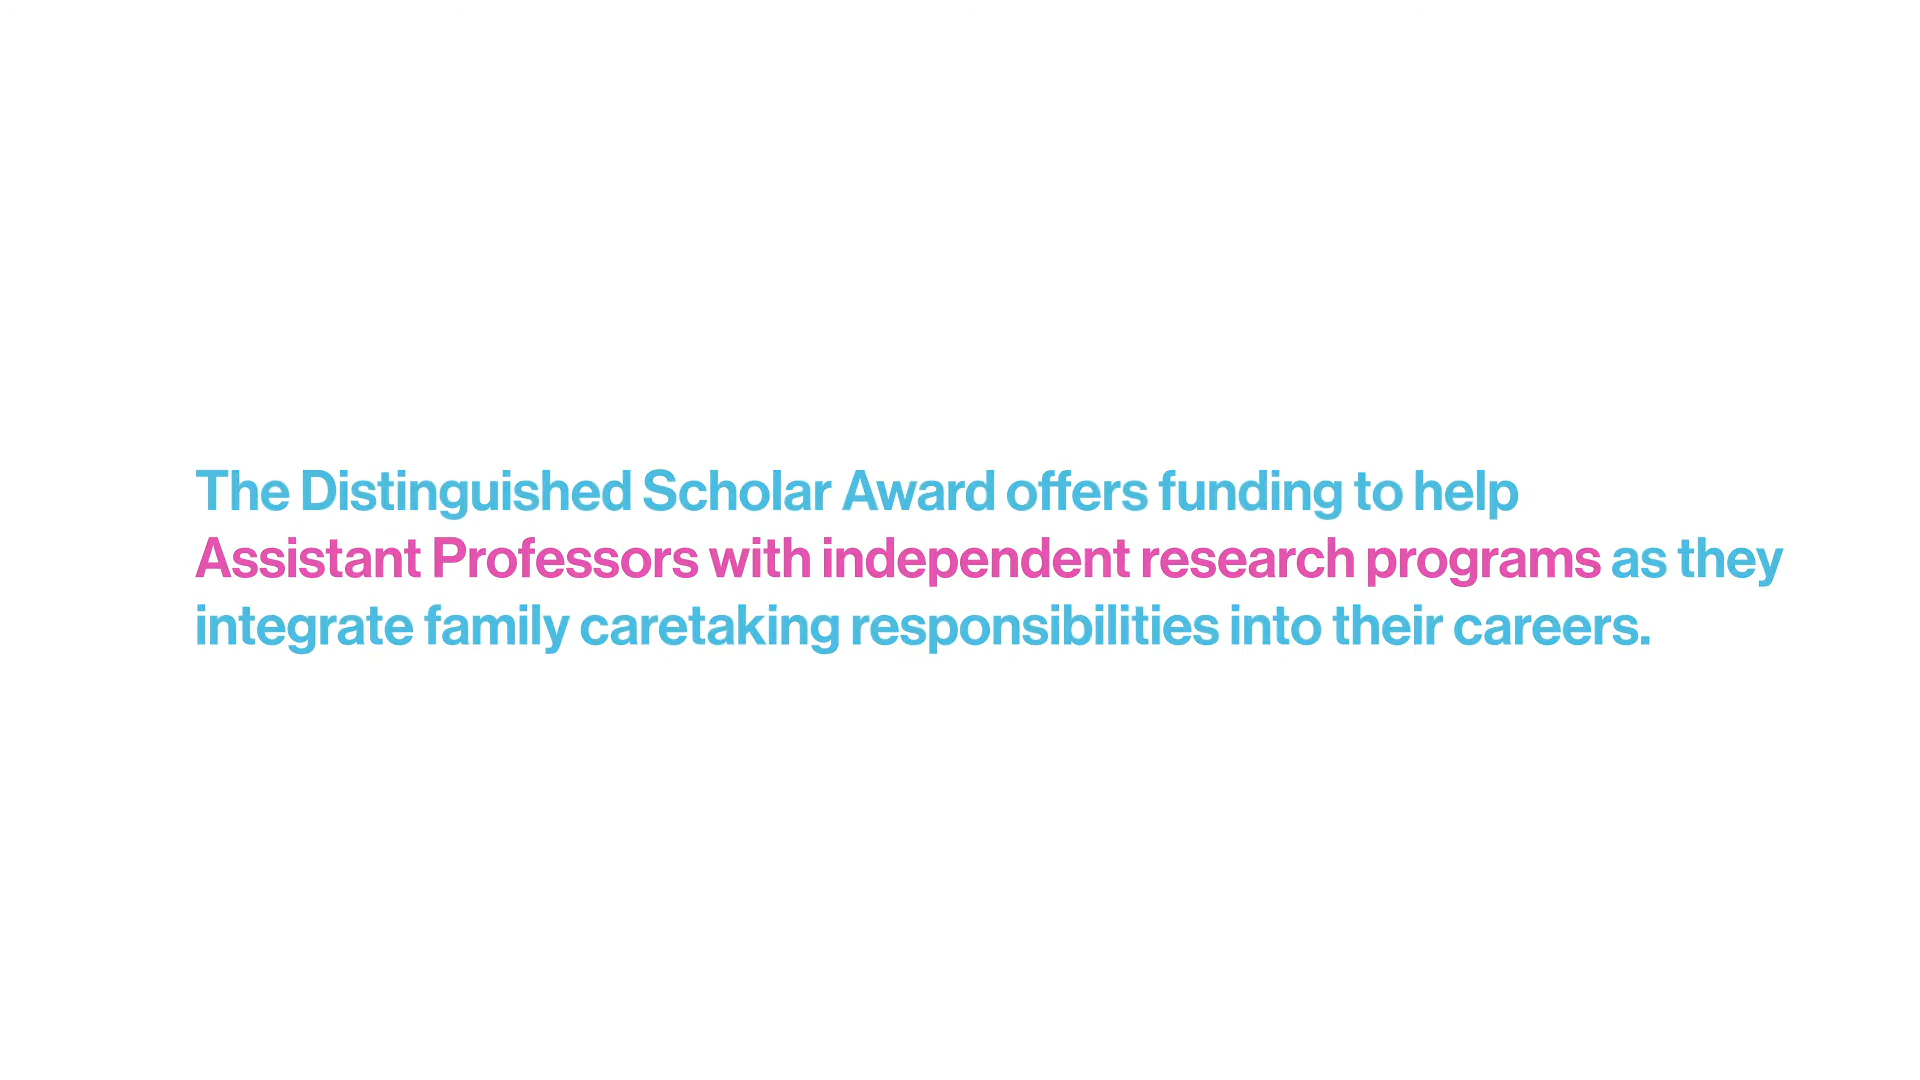 The Distinguished Scholar Award offers funding to help
Assistant Professors with independent research programs as they
integrate family caretaking responsibilities into their careers.